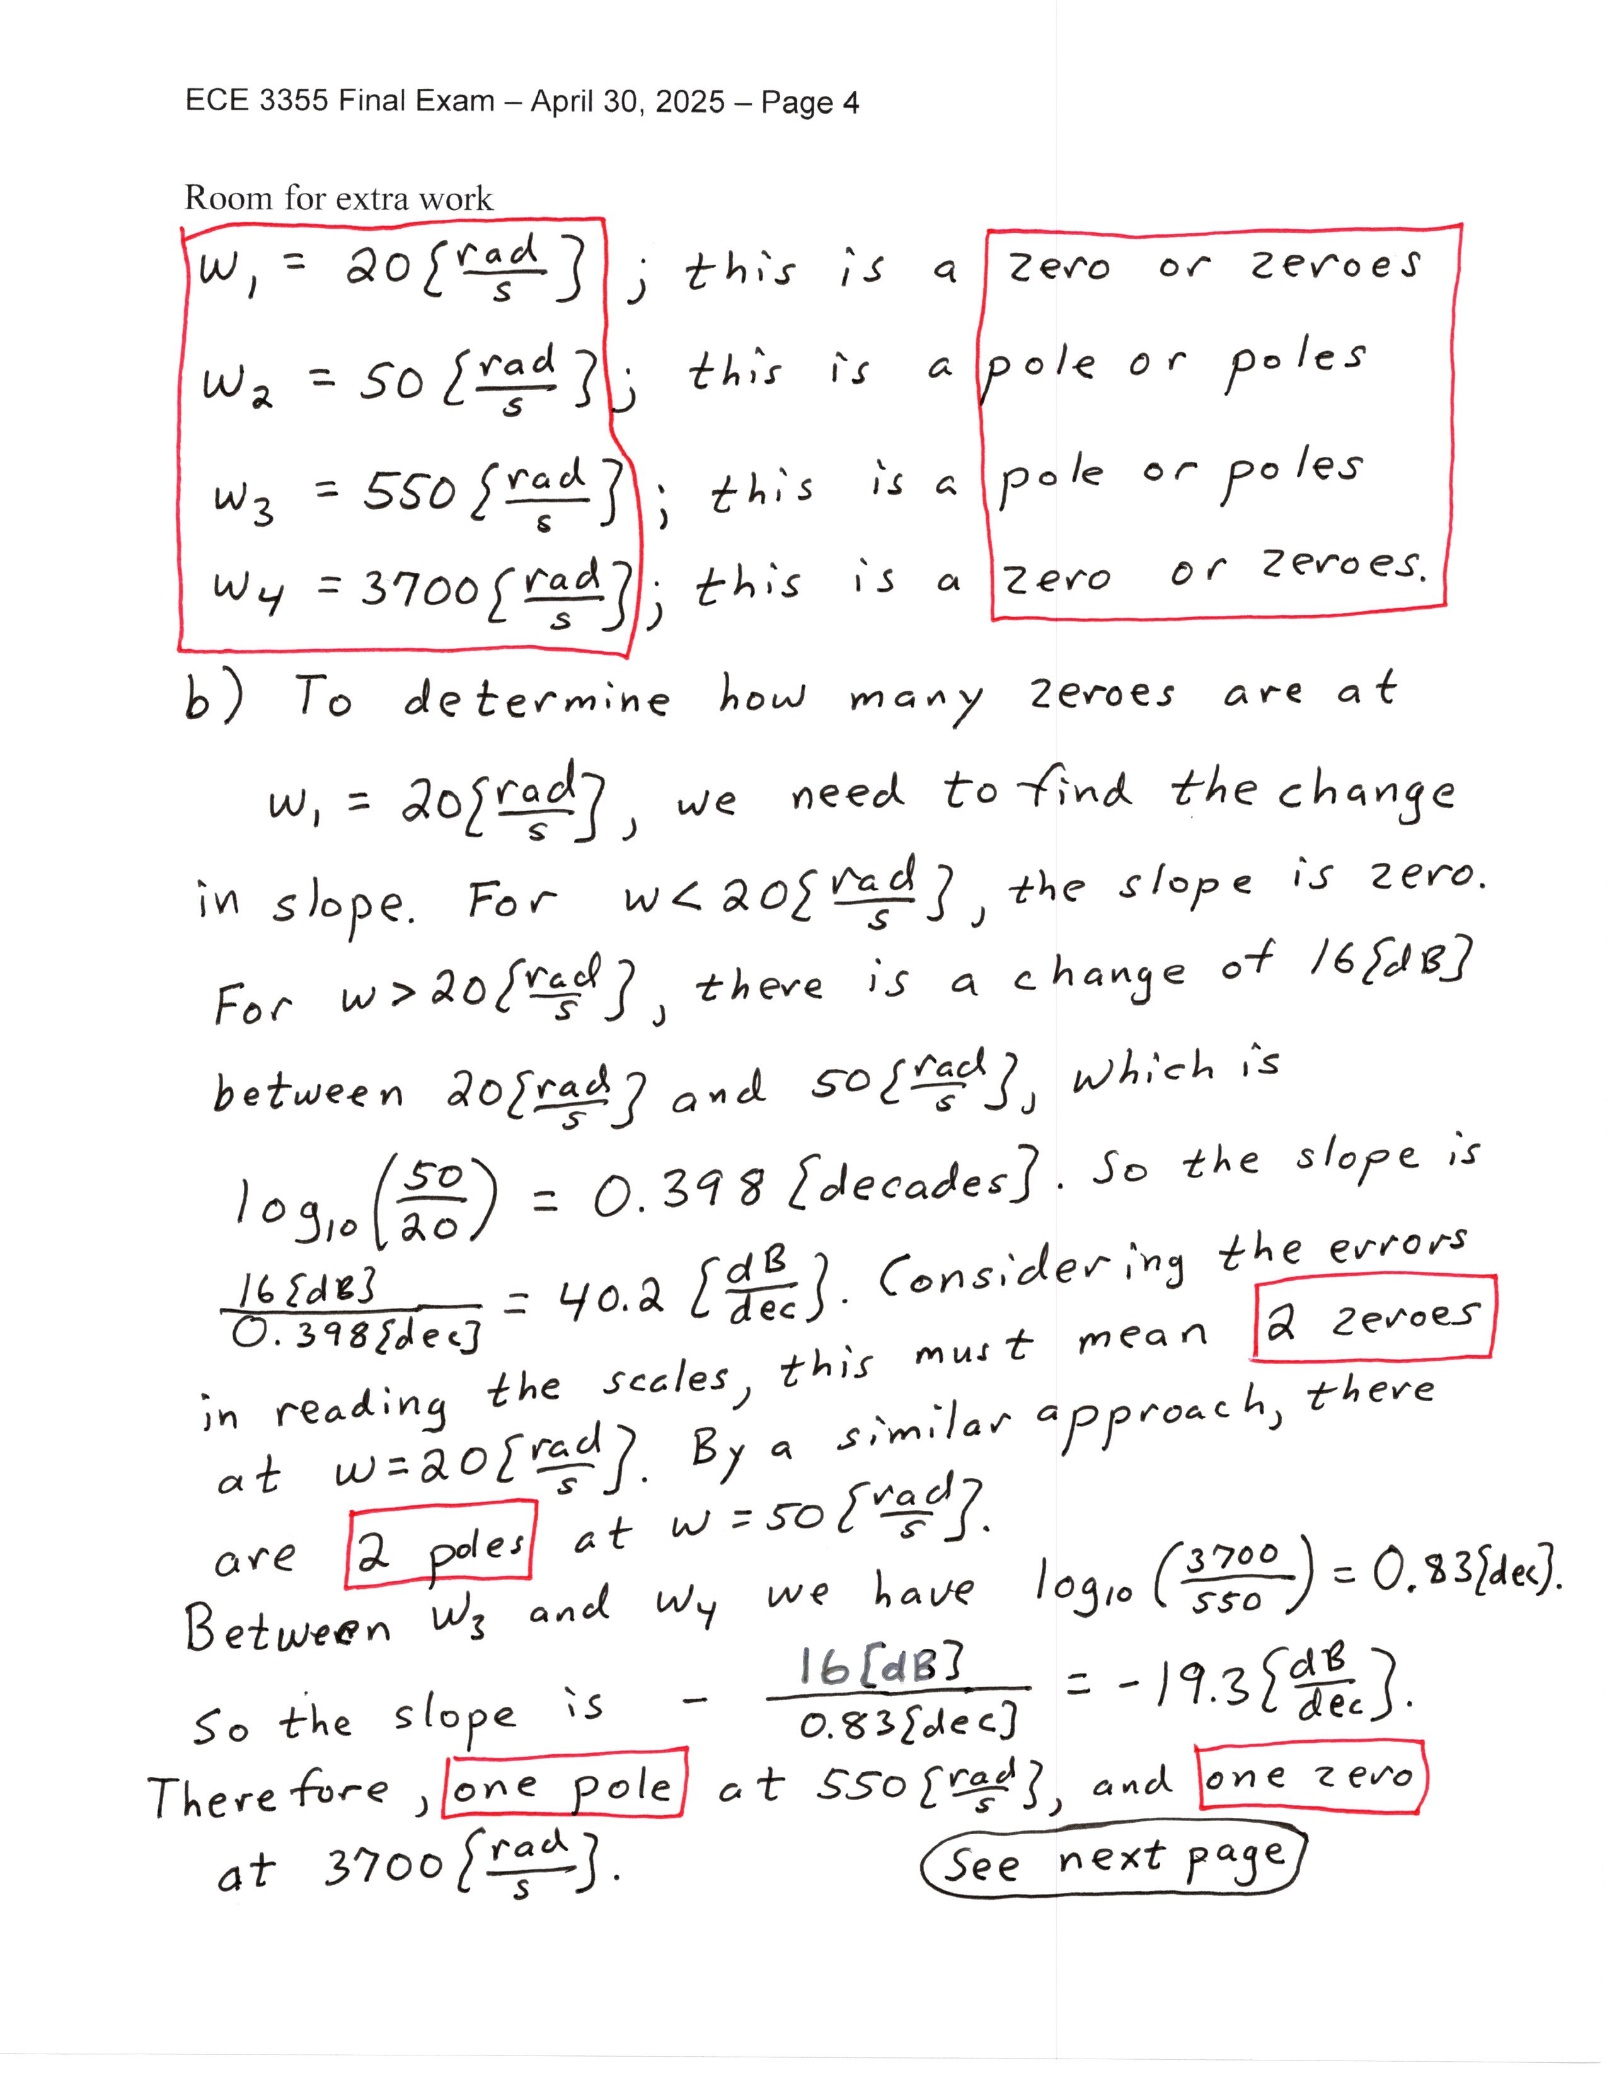 ECE 3355 Final Exam – April 30, 2025 – Page 4
Room for extra work
w₁ = 20 [rad/s]; this is a zero or zeroes
w₂ = 50 [rad/s]; this is a pole or poles
w₃ = 550 [rad/s]; this is a pole or poles
w₄ = 3700 [rad/s]; this is a zero or zeroes.
b) To determine how many zeroes are at
w₁ = 20[rad/s], we need to find the change
in slope. For w < 20[rad/s], the slope is zero.
For w > 20[rad/s], there is a change of 16[dB]
between 20[rad/s] and 50[rad/s], which is
log₁₀(50/20) = 0.398 [decades]. So the slope is
16[dB]/0.398[dec] = 40.2 [dB/dec]. Considering the errors
in reading the scales, this must mean 2 zeroes
at w=20[rad/s]. By a similar approach, there
are 2 poles at w = 50[rad/s].
Between w₃ and w₄ we have log₁₀(3700/550) = 0.83[dec].
So the slope is - 16[dB]/0.83[dec] = -19.3[dB/dec].
Therefore, one pole at 550[rad/s], and one zero
at 3700[rad/s].
See next page